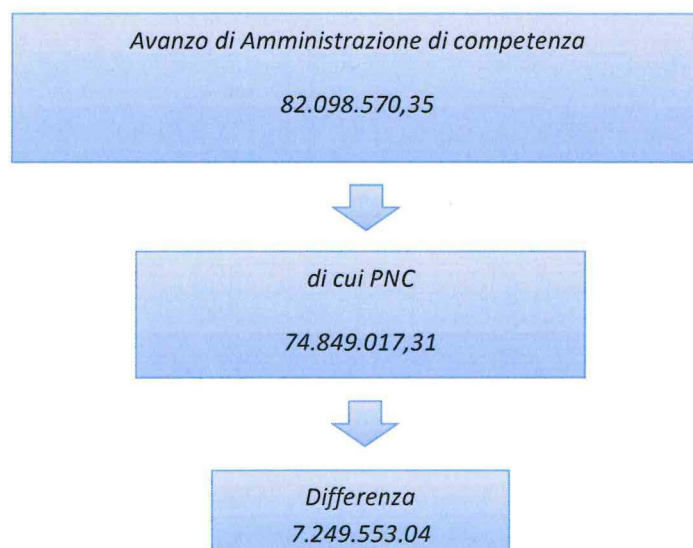 Avanzo di Amministrazione di competenza
82.098.570,35
di cui PNC
74.849.017,31
Differenza
7.249.553.04